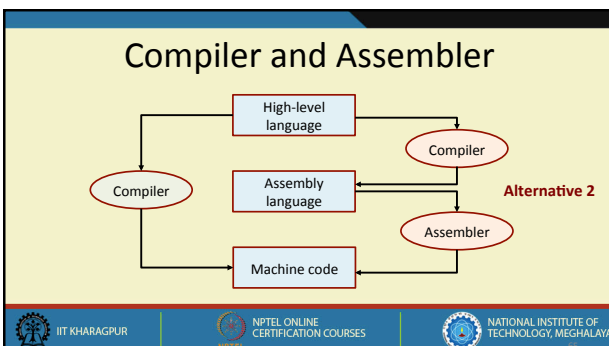 Compiler and Assembler
High-level
language
Compiler
Compiler
Assembly
language
Alternative 2
Assembler
Machine code
IIT KHARAGPUR
NPTEL
NPTEL ONLINE
CERTIFICATION COURSES
NATIONAL INSTITUTE OF
TECHNOLOGY, MEGHALAYA